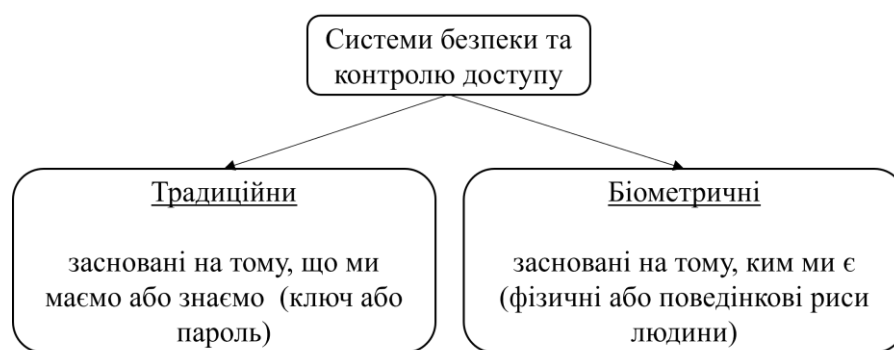 Системи безпеки та
контролю доступу
Традиційни
засновані на тому, що ми
маємо або знаємо (ключ або
пароль)
Біометричні
засновані на тому, ким ми є
(фізичні або поведінкові риси
людини)